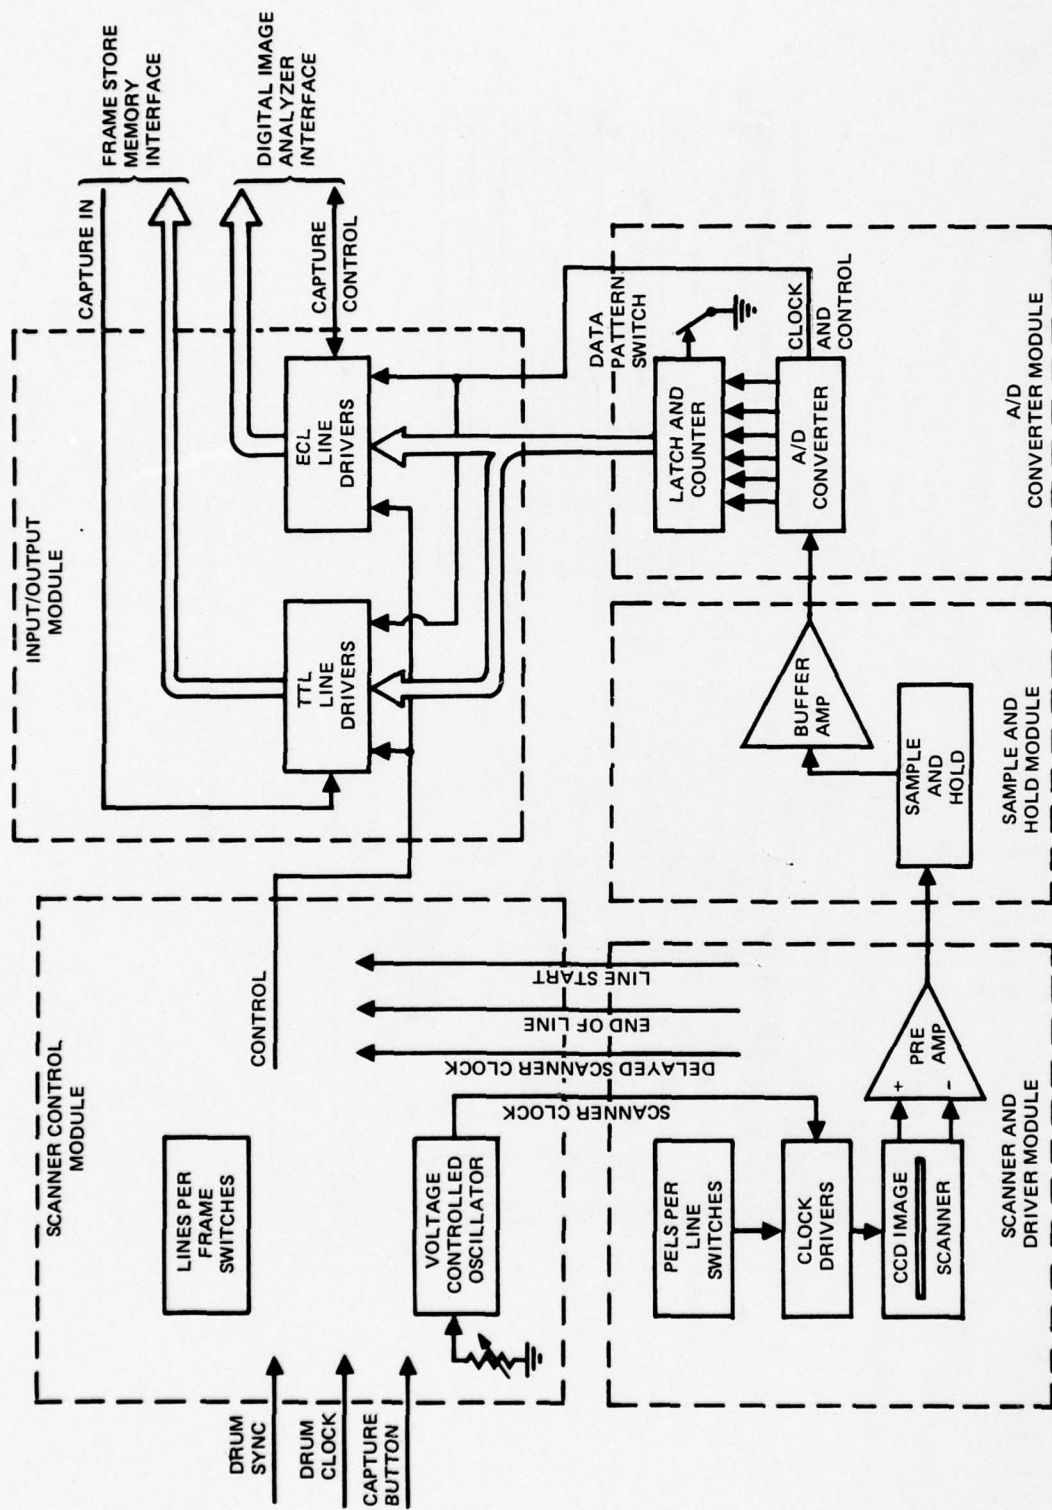 DRUM
SYNC
DRUM
CLOCK
CAPTURE
BUTTON
SCANNER CONTROL
MODULE
LINES PER
FRAME
SWITCHES
CONTROL
VOLTAGE
CONTROLLED
OSCILLATOR
INPUT/OUTPUT
MODULE
TTL
LINE
DRIVERS
ECL
LINE
DRIVERS
CAPTURE IN
FRAME STORE
MEMORY
INTERFACE
DIGITAL IMAGE
ANALYZER
INTERFACE
CAPTURE
CONTROL
SCANNER CLOCK
DELAYED SCANNER CLOCK
END OF LINE
LINE START
PELS PER
LINE
SWITCHES
CLOCK
DRIVERS
CCD IMAGE
SCANNER
+
-
PRE
AMP
SCANNER AND
DRIVER MODULE
BUFFER
AMP
SAMPLE
AND
HOLD
SAMPLE AND
HOLD MODULE
DATA
PATTERN
SWITCH
LATCH AND
COUNTER
A/D
CONVERTER
CLOCK
AND
CONTROL
A/D
CONVERTER MODULE